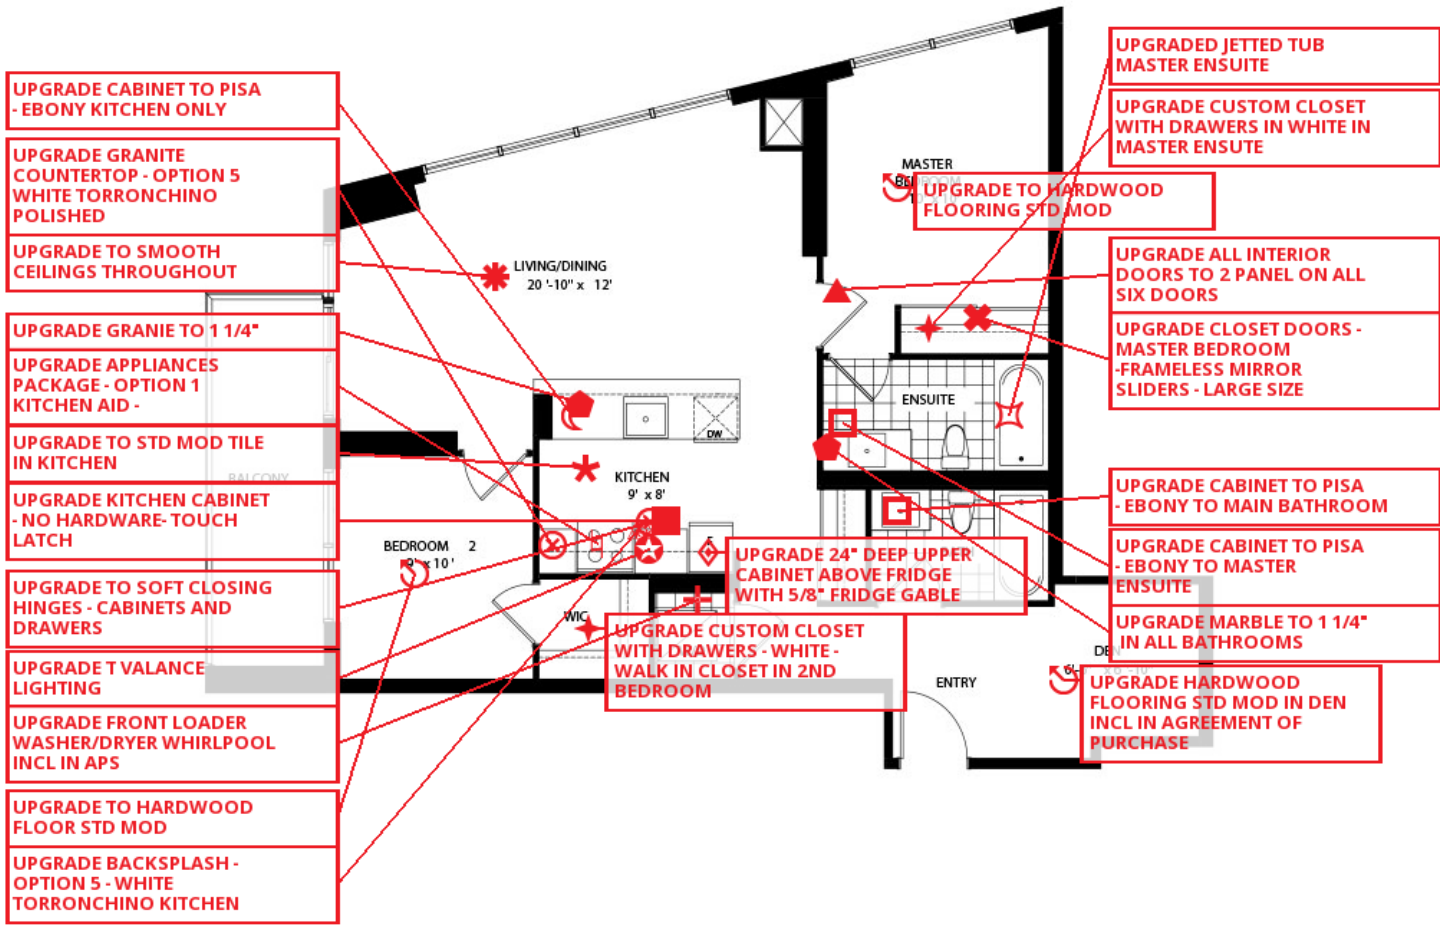 UPGRADE CABINET TO PISA
- EBONY KITCHEN ONLY
UPGRADE GRANITE
COUNTERTOP - OPTION 5
WHITE TORRONCHINO
POLISHED
UPGRADE TO SMOOTH
CEILINGS THROUGHOUT
UPGRADE GRANIE TO 1 1/4"
UPGRADE APPLIANCES
PACKAGE - OPTION 1
KITCHEN AID -
UPGRADE TO STD MOD TILE
IN KITCHEN
BALCONY
UPGRADE KITCHEN CABINET
- NO HARDWARE- TOUCH
LATCH
UPGRADE TO SOFT CLOSING
HINGES - CABINETS AND
DRAWERS
UPGRADE T VALANCE
LIGHTING
UPGRADE FRONT LOADER
WASHER/DRYER WHIRLPOOL
INCL IN APS
UPGRADE TO HARDWOOD
FLOOR STD MOD
UPGRADE BACKSPLASH -
OPTION 5 - WHITE
TORRONCHINO KITCHEN
LIVING/DINING
20 '-10" x 12'
MASTER
BEDROOM
UPGRADE TO HARDWOOD
FLOORING STD MOD
ENSUITE
DW
KITCHEN
9' x 8'
BEDROOM 2
9' x 10'
F
WIC
UPGRADE 24" DEEP UPPER
CABINET ABOVE FRIDGE
WITH 5/8" FRIDGE GABLE
UPGRADE CUSTOM CLOSET
WITH DRAWERS - WHITE -
WALK IN CLOSET IN 2ND
BEDROOM
ENTRY
DEN
UPGRADE HARDWOOD
FLOORING STD MOD IN DEN
INCL IN AGREEMENT OF
PURCHASE
UPGRADED JETTED TUB
MASTER ENSUITE
UPGRADE CUSTOM CLOSET
WITH DRAWERS IN WHITE IN
MASTER ENSUTE
UPGRADE ALL INTERIOR
DOORS TO 2 PANEL ON ALL
SIX DOORS
UPGRADE CLOSET DOORS -
MASTER BEDROOM
-FRAMELESS MIRROR
SLIDERS - LARGE SIZE
UPGRADE CABINET TO PISA
- EBONY TO MAIN BATHROOM
UPGRADE CABINET TO PISA
- EBONY TO MASTER
ENSUITE
UPGRADE MARBLE TO 1 1/4"
IN ALL BATHROOMS